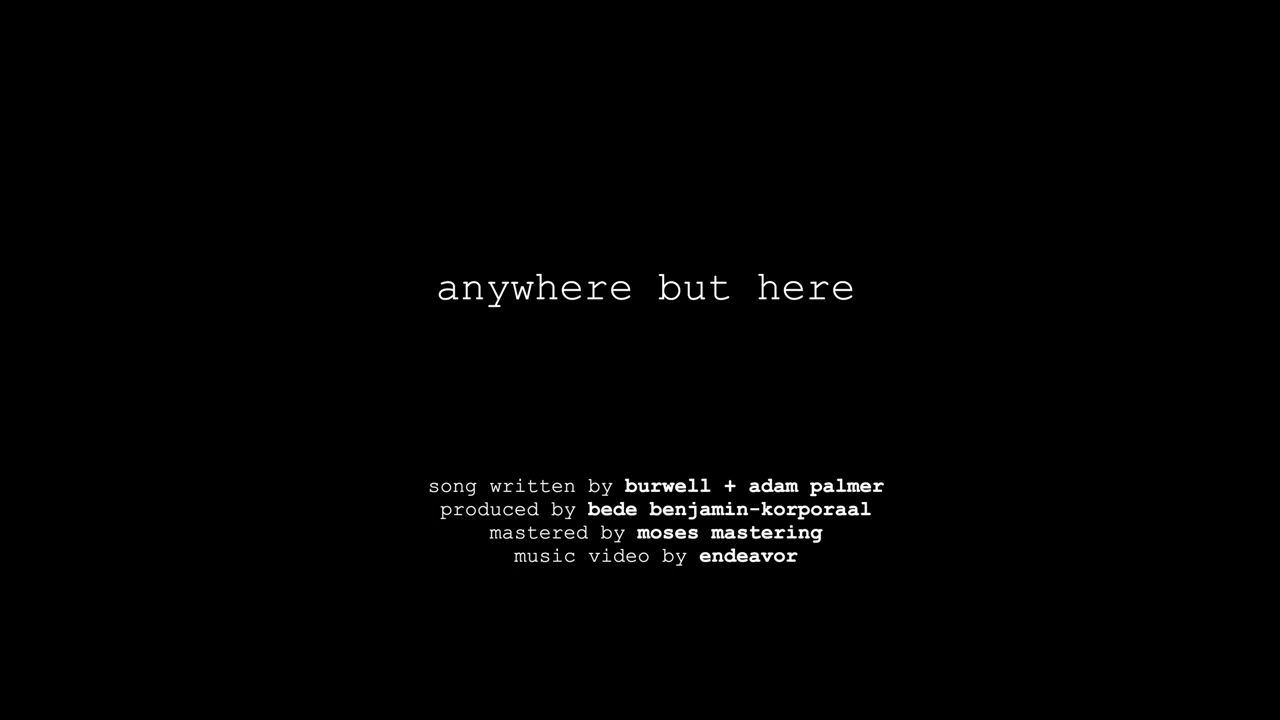 anywhere but here
song written by burwell + adam palmer
produced by bede benjamin-korporaal
mastered by moses mastering
music video by endeavor